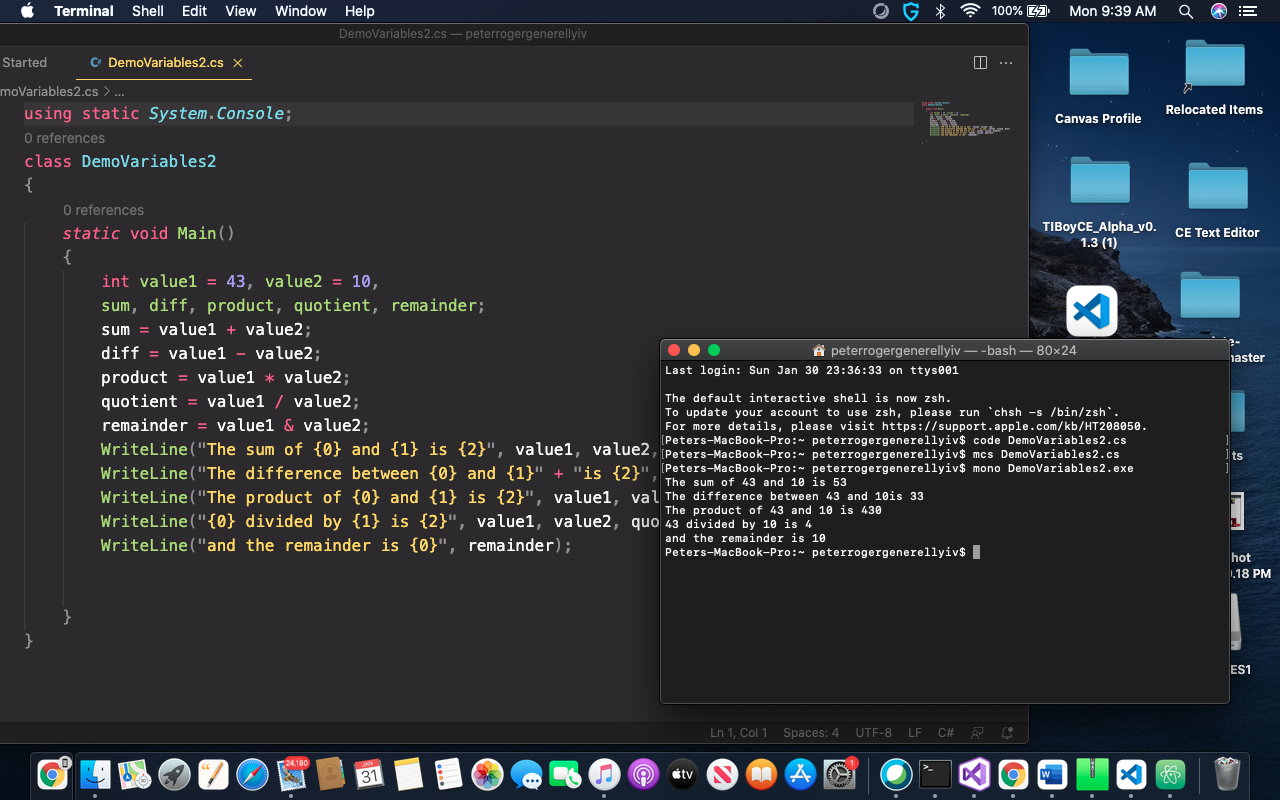 Terminal Shell Edit View Window Help 100% Mon 9:39 AM
DemoVariables2.cs — peterrogergenerellyiv
Started C# DemoVariables2.cs ×
moVariables2.cs > ...
using static System.Console;
0 references
class DemoVariables2
{
0 references
static void Main()
{
int value1 = 43, value2 = 10,
sum, diff, product, quotient, remainder;
sum = value1 + value2;
diff = value1 - value2;
product = value1 * value2;
quotient = value1 / value2;
remainder = value1 & value2;
WriteLine("The sum of {0} and {1} is {2}", value1, value2,
WriteLine("The difference between {0} and {1}" + "is {2}",
WriteLine("The product of {0} and {1} is {2}", value1, val
WriteLine("{0} divided by {1} is {2}", value1, value2, quo
WriteLine("and the remainder is {0}", remainder);
}
}
Ln 1, Col 1 Spaces: 4 UTF-8 LF C#
peterrogergenerellyiv — -bash — 80×24
Last login: Sun Jan 30 23:36:33 on ttys001
The default interactive shell is now zsh.
To update your account to use zsh, please run `chsh -s /bin/zsh`.
For more details, please visit https://support.apple.com/kb/HT208050.
[Peters-MacBook-Pro:~ peterrogergenerellyiv$ code DemoVariables2.cs ]
[Peters-MacBook-Pro:~ peterrogergenerellyiv$ mcs DemoVariables2.cs ]
[Peters-MacBook-Pro:~ peterrogergenerellyiv$ mono DemoVariables2.exe ]
The sum of 43 and 10 is 53
The difference between 43 and 10is 33
The product of 43 and 10 is 430
43 divided by 10 is 4
and the remainder is 10
Peters-MacBook-Pro:~ peterrogergenerellyiv$
Canvas Profile
Relocated Items
TIBoyCE_Alpha_v0.
1.3 (1)
CE Text Editor
te-
master
ts
hot
0.18 PM
ES1
24.180
JAN
31
tv
1